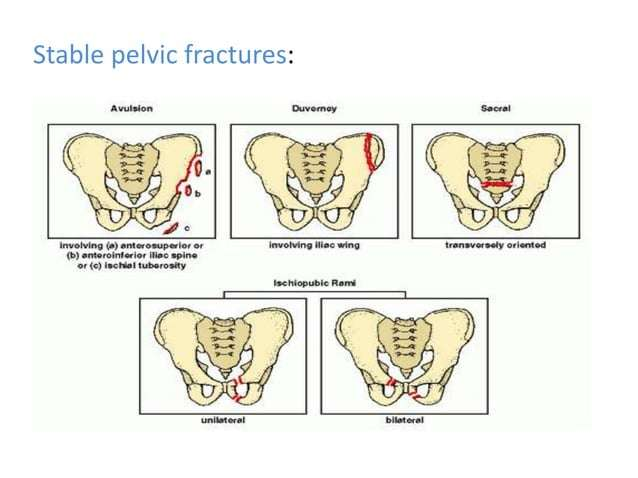 Stable pelvic fractures:
Avulsion
Duverney
Sacral
a
b
c
involving (a) anterosuperior or
(b) anteroinferior iliac spine
or (c) ischial tuberosity
involving iliac wing
transversely oriented
Ischiopubic Rami
unilateral
bilateral